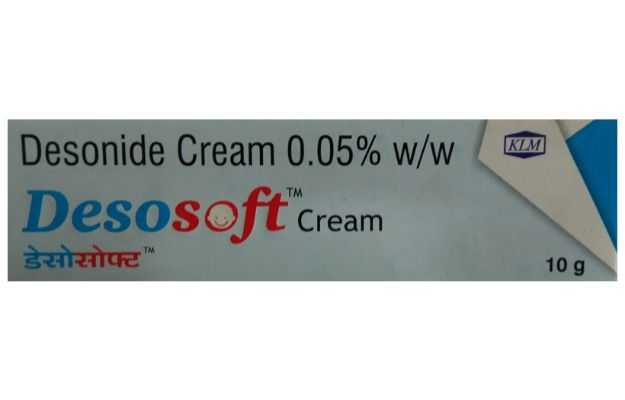 Desonide Cream 0.05% w/w
KLM
Desosoft™ Cream
डेसोसोफ्ट™
10 g